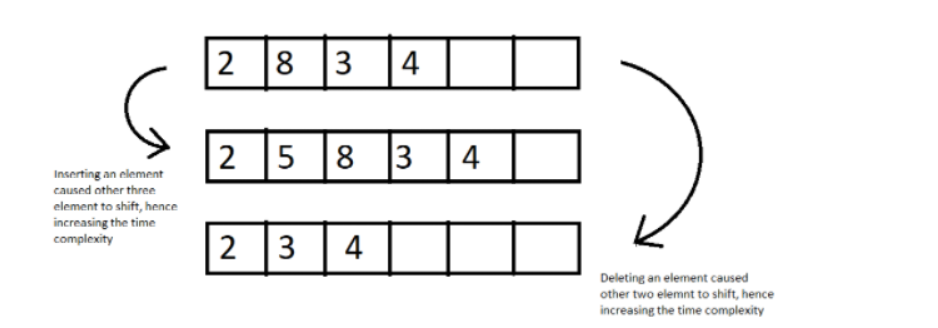 2 8 3 4
2 5 8 3 4
Inserting an element
caused other three
element to shift, hence
increasing the time
complexity
2 3 4
Deleting an element caused
other two elemnt to shift, hence
increasing the time complexity